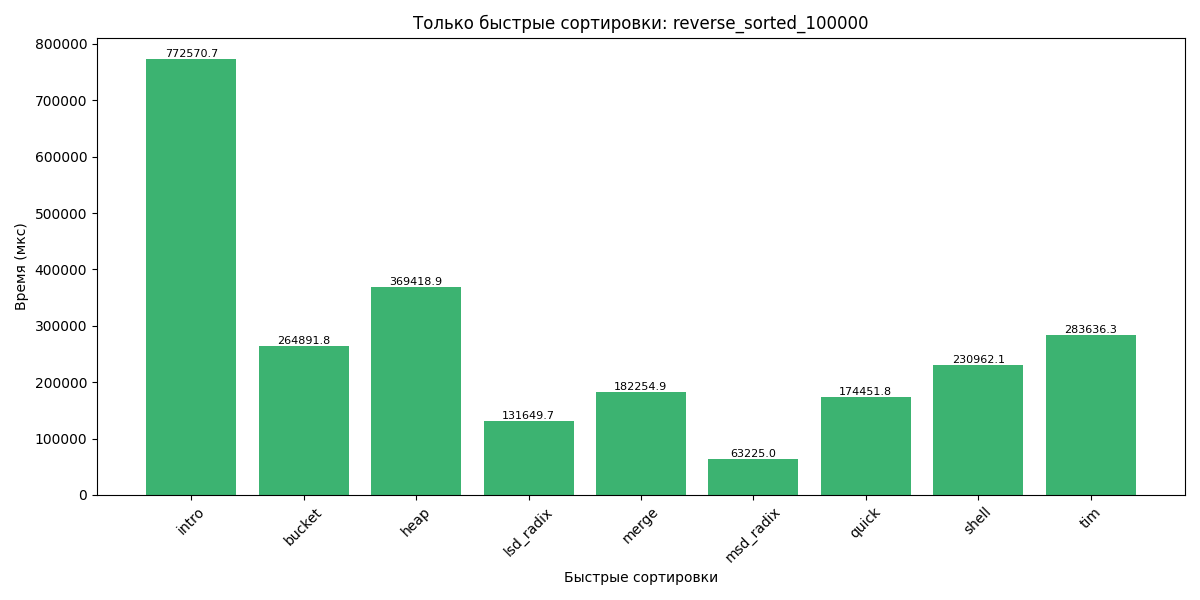 Только быстрые сортировки: reverse_sorted_100000
Время (мкс)
800000
700000
600000
500000
400000
300000
200000
100000
0
772570.7
264891.8
369418.9
131649.7
182254.9
63225.0
174451.8
230962.1
283636.3
intro
bucket
heap
lsd_radix
merge
msd_radix
quick
shell
tim
Быстрые сортировки